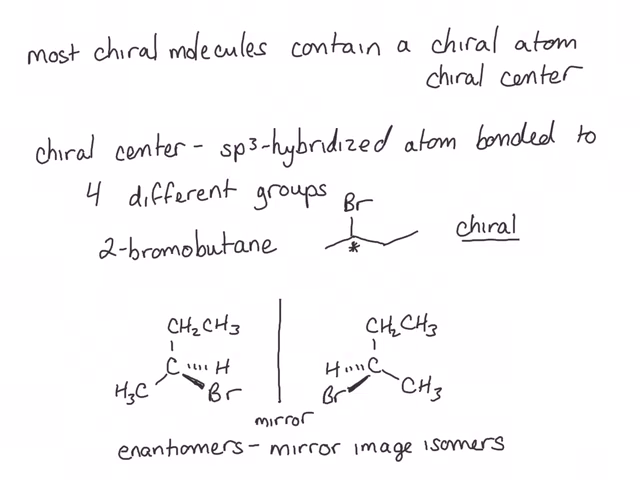 most chiral molecules contain a chiral atom
chiral center
chiral center - sp³-hybridized atom bonded to
4 different groups
Br
2-bromobutane * chiral
CH₂CH₃ CH₂CH₃
C H H C
H₃C Br Br CH₃
mirror
enantiomers - mirror image isomers